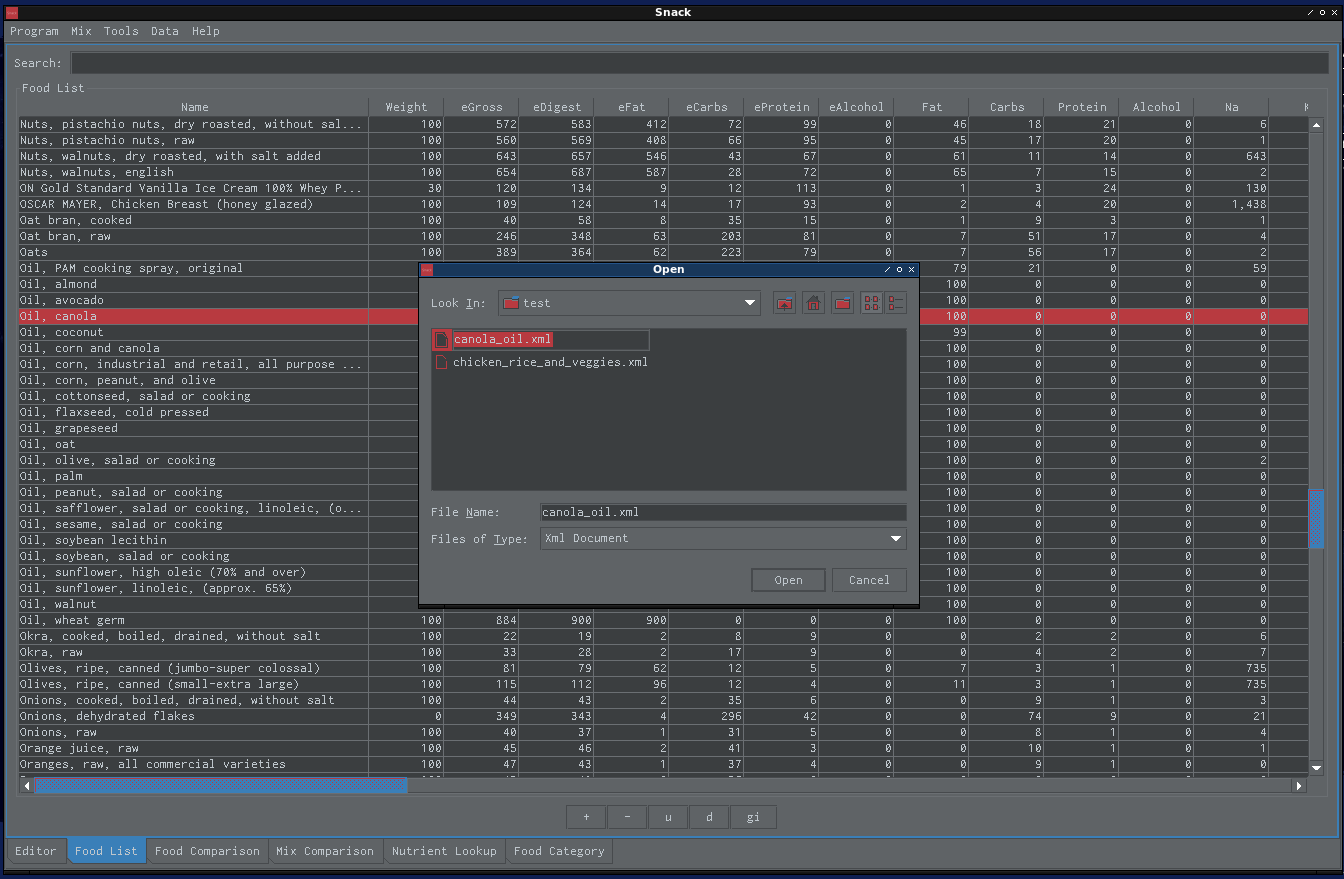 Snack
Program Mix Tools Data Help
Search:
Food List
Name Weight eGross eDigest eFat eCarbs eProtein eAlcohol Fat Carbs Protein Alcohol Na
Nuts, pistachio nuts, dry roasted, without sal... 100 572 583 412 72 99 0 46 18 21 0 6
Nuts, pistachio nuts, raw 100 560 569 408 66 95 0 45 17 20 0 1
Nuts, walnuts, dry roasted, with salt added 100 643 657 546 43 67 0 61 11 14 0 643
Nuts, walnuts, english 100 654 687 587 28 72 0 65 7 15 0 2
ON Gold Standard Vanilla Ice Cream 100% Whey P... 30 120 134 9 12 113 0 1 3 24 0 130
OSCAR MAYER, Chicken Breast (honey glazed) 100 109 124 14 17 93 0 2 4 20 0 1,438
Oat bran, cooked 100 40 58 8 35 15 0 1 9 3 0 1
Oat bran, raw 100 246 348 63 203 81 0 7 51 17 0 4
Oats 100 389 364 62 223 79 0 7 56 17 0 2
Oil, PAM cooking spray, original 79 21 0 0 59
Oil, almond 100 0 0 0 0
Oil, avocado 100 0 0 0 0
Oil, canola 100 0 0 0 0
Oil, coconut 99 0 0 0 0
Oil, corn and canola 100 0 0 0 0
Oil, corn, industrial and retail, all purpose ... 100 0 0 0 0
Oil, corn, peanut, and olive 100 0 0 0 0
Oil, cottonseed, salad or cooking 100 0 0 0 0
Oil, flaxseed, cold pressed 100 0 0 0 0
Oil, grapeseed 100 0 0 0 0
Oil, oat 100 0 0 0 0
Oil, olive, salad or cooking 100 0 0 0 2
Oil, palm 100 0 0 0 0
Oil, peanut, salad or cooking 100 0 0 0 0
Oil, safflower, salad or cooking, linoleic, (o... 100 0 0 0 0
Oil, sesame, salad or cooking 100 0 0 0 0
Oil, soybean lecithin 100 0 0 0 0
Oil, soybean, salad or cooking 100 0 0 0 0
Oil, sunflower, high oleic (70% and over) 100 0 0 0 0
Oil, sunflower, linoleic, (approx. 65%) 100 0 0 0 0
Oil, walnut 100 0 0 0 0
Oil, wheat germ 100 884 900 900 0 0 0 100 0 0 0 0
Okra, cooked, boiled, drained, without salt 100 22 19 2 8 9 0 0 2 2 0 6
Okra, raw 100 33 28 2 17 9 0 0 4 2 0 7
Olives, ripe, canned (jumbo-super colossal) 100 81 79 62 12 5 0 7 3 1 0 735
Olives, ripe, canned (small-extra large) 100 115 112 96 12 4 0 11 3 1 0 735
Onions, cooked, boiled, drained, without salt 100 44 43 2 35 6 0 0 9 1 0 3
Onions, dehydrated flakes 0 349 343 4 296 42 0 0 74 9 0 21
Onions, raw 100 40 37 1 31 5 0 0 8 1 0 4
Orange juice, raw 100 45 46 2 41 3 0 0 10 1 0 1
Oranges, raw, all commercial varieties 100 47 43 1 37 4 0 0 9 1 0 0
Open
Look In: test
canola_oil.xml
chicken_rice_and_veggies.xml
File Name: canola_oil.xml
Files of Type: Xml Document
Open Cancel
+ - u d gi
Editor Food List Food Comparison Mix Comparison Nutrient Lookup Food Category